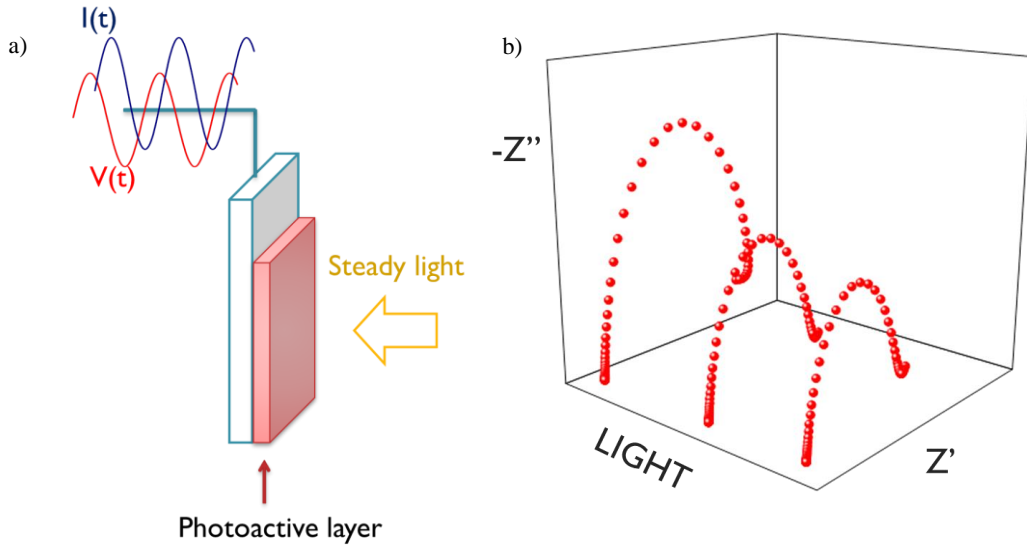 a)
I(t)
V(t)
Steady light
Photoactive layer
b)
-Z''
LIGHT
Z'